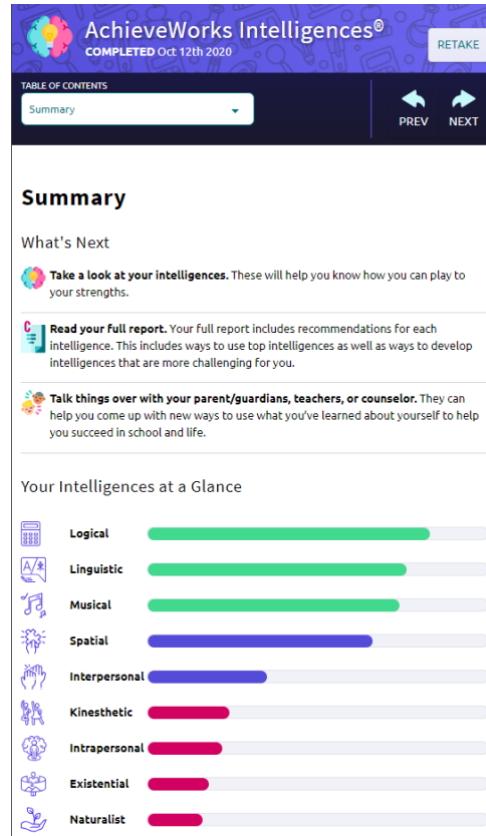 AchieveWorks Intelligences®
COMPLETED Oct 12th 2020
RETAKE
TABLE OF CONTENTS
Summary
PREV
NEXT
Summary
What's Next
Take a look at your intelligences. These will help you know how you can play to
your strengths.
Read your full report. Your full report includes recommendations for each
intelligence. This includes ways to use top intelligences as well as ways to develop
intelligences that are more challenging for you.
Talk things over with your parent/guardians, teachers, or counselor. They can
help you come up with new ways to use what you've learned about yourself to help
you succeed in school and life.
Your Intelligences at a Glance
Logical
Linguistic
Musical
Spatial
Interpersonal
Kinesthetic
Intrapersonal
Existential
Naturalist